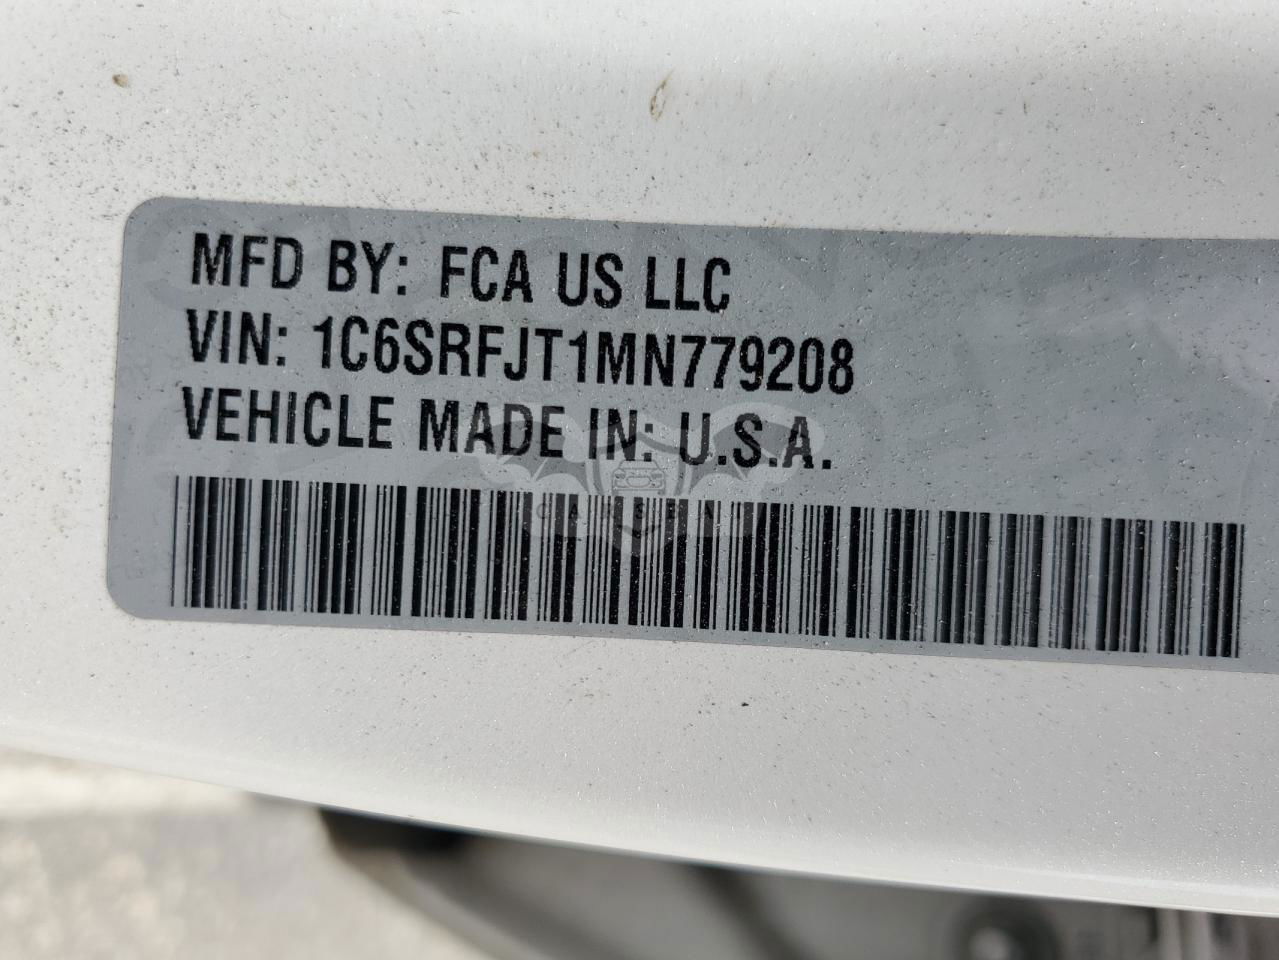 MFD BY: FCA US LLC
VIN: 1C6SRFJT1MN779208
VEHICLE MADE IN: U.S.A.